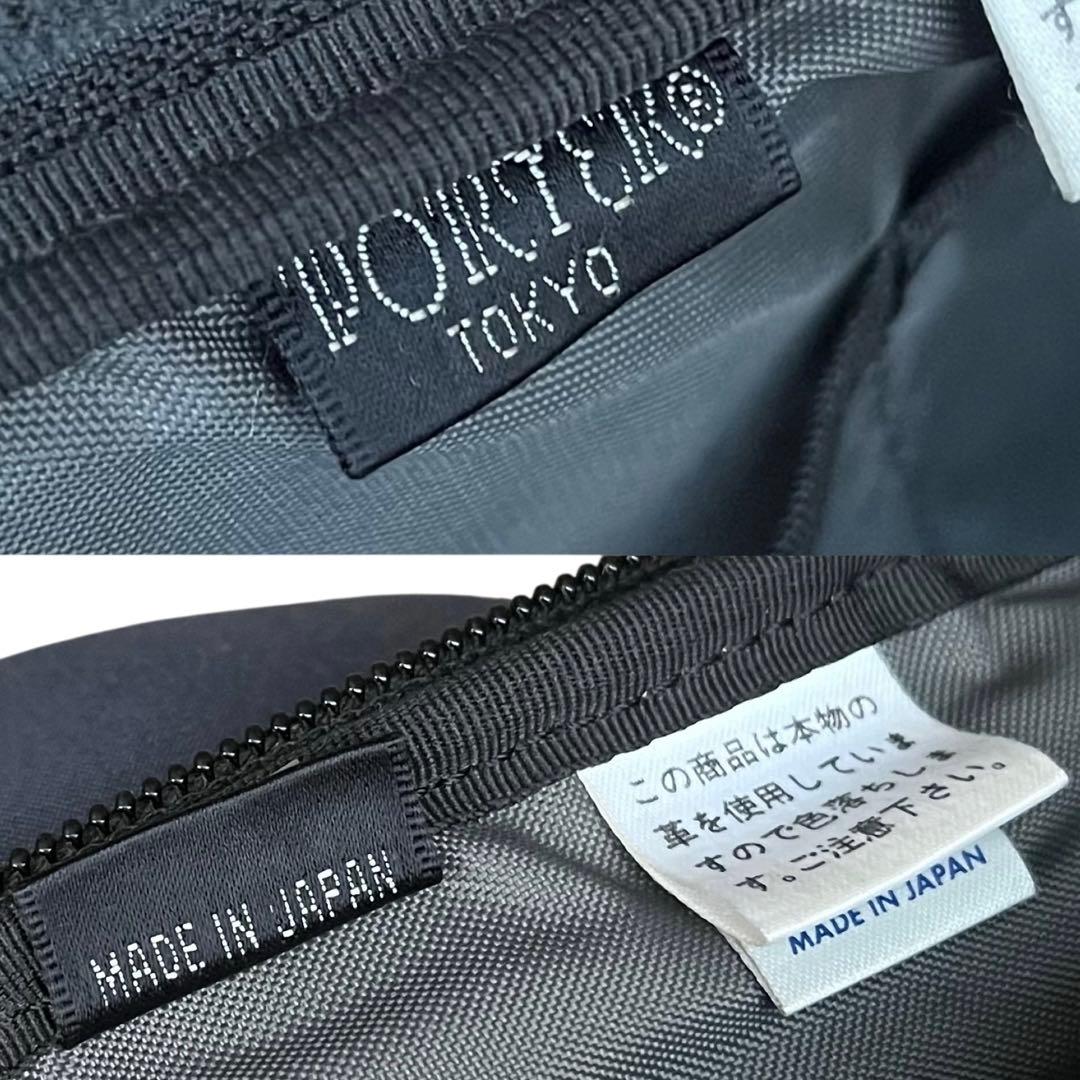 PORTER®
TOKYO
MADE IN JAPAN
この商品は本物の
革を使用していま
すので色落ちしま
す。ご注意下さい。
MADE IN JAPAN